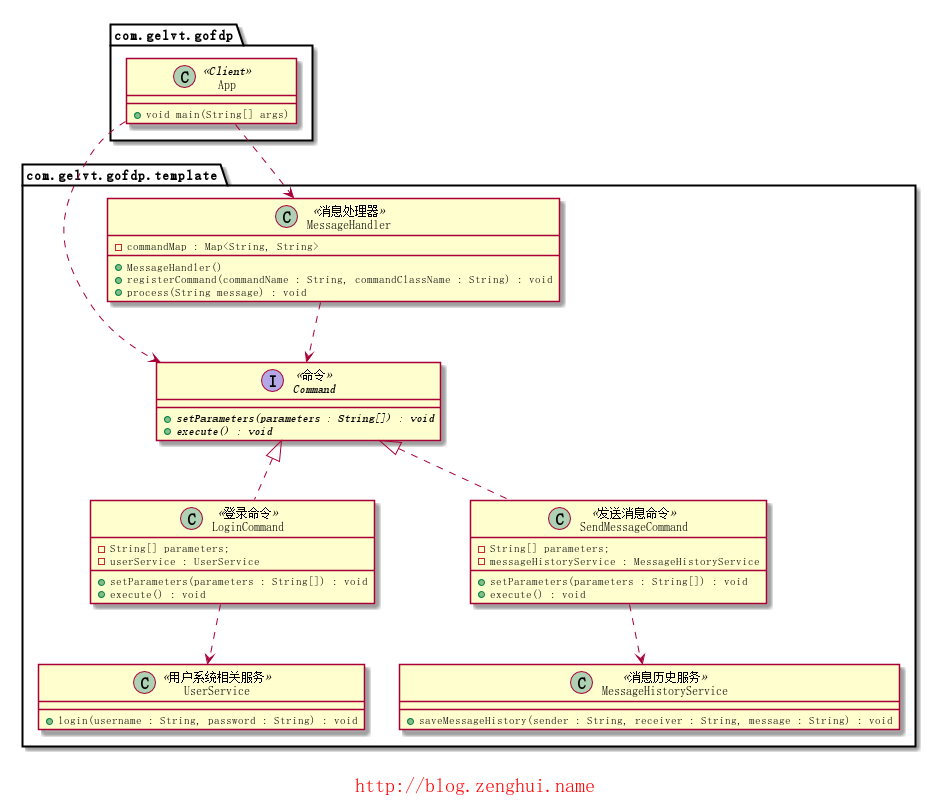 com.gelvt.gofdp
C
«Client»
App
void main(String[] args)
com.gelvt.gofdp.template
C
«消息处理器»
MessageHandler
commandMap : Map<String, String>
MessageHandler()
registerCommand(commandName : String, commandClassName : String) : void
process(String message) : void
I
«命令»
Command
setParameters(parameters : String[]) : void
execute() : void
C
«登录命令»
LoginCommand
String[] parameters;
userService : UserService
setParameters(parameters : String[]) : void
execute() : void
C
«发送消息命令»
SendMessageCommand
String[] parameters;
messageHistoryService : MessageHistoryService
setParameters(parameters : String[]) : void
execute() : void
C
«用户系统相关服务»
UserService
login(username : String, password : String) : void
C
«消息历史服务»
MessageHistoryService
saveMessageHistory(sender : String, receiver : String, message : String) : void
http://blog.zenghui.name